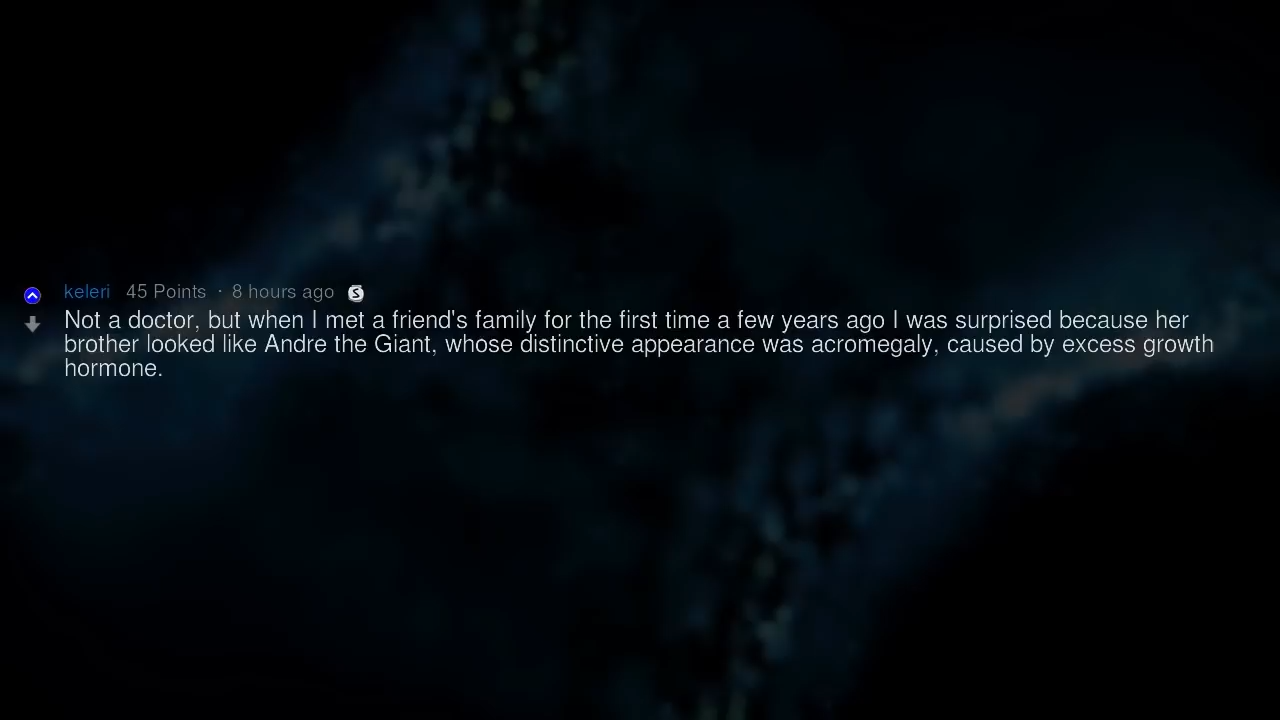 keleri 45 Points · 8 hours ago S
Not a doctor, but when I met a friend's family for the first time a few years ago I was surprised because her
brother looked like Andre the Giant, whose distinctive appearance was acromegaly, caused by excess growth
hormone.